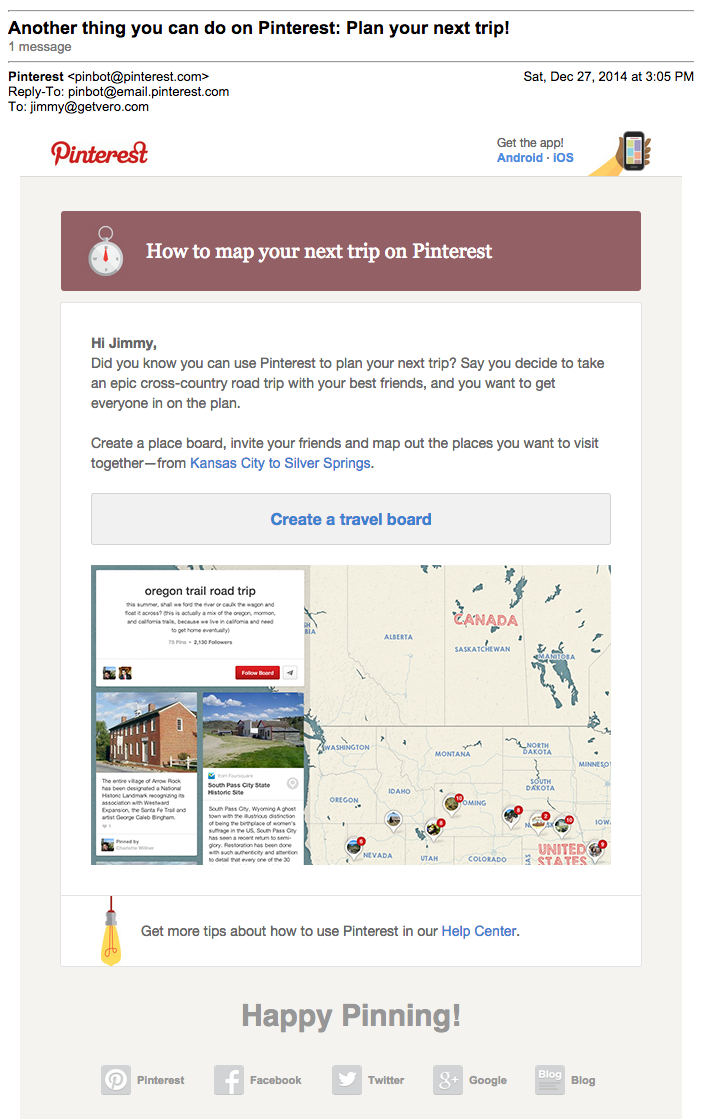 Another thing you can do on Pinterest: Plan your next trip!
1 message
Pinterest <pinbot@pinterest.com>
Sat, Dec 27, 2014 at 3:05 PM
Reply-To: pinbot@email.pinterest.com
To: jimmy@getvero.com
Pinterest
Get the app!
Android · iOS
How to map your next trip on Pinterest
Hi Jimmy,
Did you know you can use Pinterest to plan your next trip? Say you decide to take
an epic cross-country road trip with your best friends, and you want to get
everyone in on the plan.
Create a place board, invite your friends and map out the places you want to visit
together—from Kansas City to Silver Springs.
Create a travel board
oregon trail road trip
this summer, shall we ford the river or caulk the wagon and
float it across? (this is actually a mix of the oregon, mormon,
and california trails, because we live in california and need
to get home eventually)
75 Pins • 2,130 Followers
Follow Board
The entire village of Arrow Rock
has been designated a National
Historic Landmark recognizing its
association with Westward
Expansion, the Santa Fe Trail and
artist George Caleb Bingham.
Pinned by
Charlotte Willner
from Foursquare
South Pass City State
Historic Site
South Pass City, Wyoming A ghost
town with the illustrious distinction
of being the birthplace of women's
suffrage in the US, South Pass City
has seen a recent return to semi-
glory. Restoration has been done
with such authenticity and attention
to detail that every one of the 30
BIA
ALBERTA
CANADA
SASKATCHEWAN
MANITOBA
WASHINGTON
MONTANA
NORTH
DAKOTA
MINNESOT
SOUTH
DAKOTA
OREGON
IDAHO
OMING
IOW
NEVADA
UTAH
COLORADO
UNITED
STATES
10
5
2
10
8
6
9
Get more tips about how to use Pinterest in our Help Center.
Happy Pinning!
Pinterest
Facebook
Twitter
Google
Blog
Blog